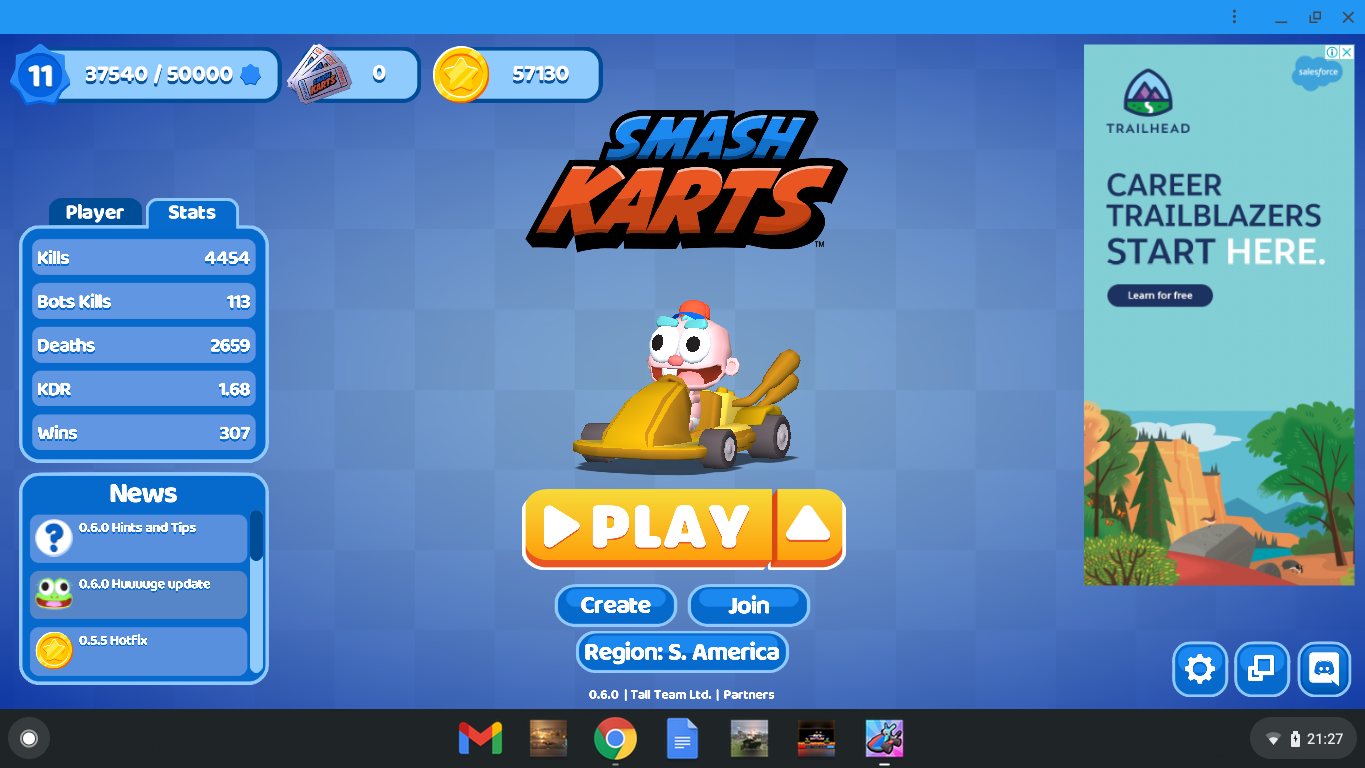 11
37540 / 50000
SMASH KARTS
0
57130
SMASH
KARTS
TM
Player
Stats
Kills 4454
Bots Kills 113
Deaths 2659
KDR 1.68
Wins 307
News
0.6.0 Hints and Tips
0.6.0 Huuuuge update
0.5.5 Hotfix
PLAY
Create
Join
Region: S. America
0.6.0 | Tall Team Ltd. | Partners
salesforce
TRAILHEAD
CAREER
TRAILBLAZERS
START HERE.
Learn for free
21:27